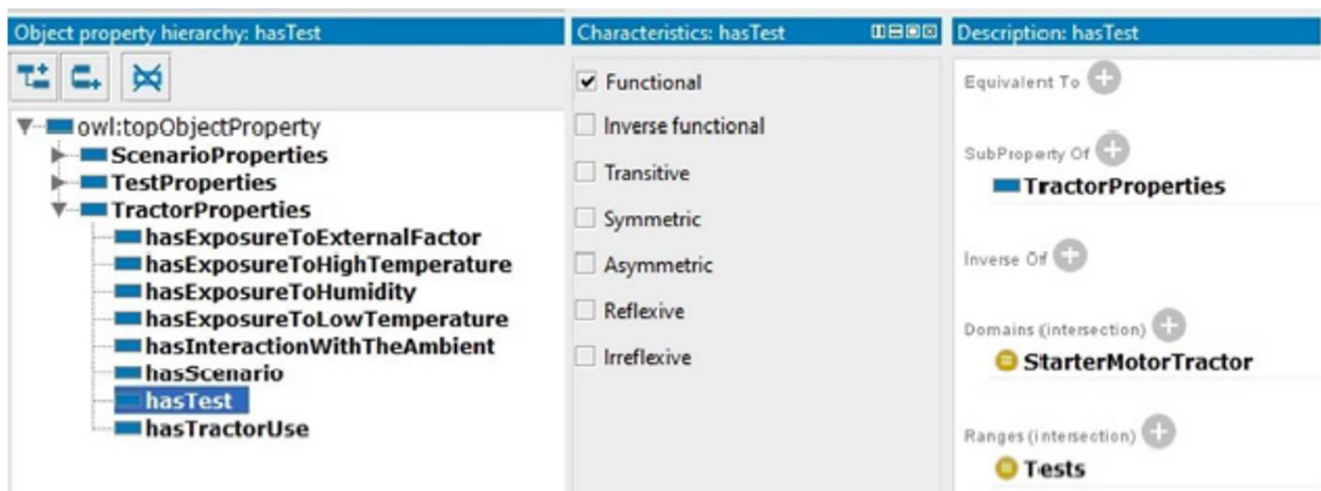 Object property hierarchy: hasTest
owl:topObjectProperty
ScenarioProperties
TestProperties
TractorProperties
hasExposureToExternalFactor
hasExposureToHighTemperature
hasExposureToHumidity
hasExposureToLowTemperature
hasInteractionWithTheAmbient
hasScenario
hasTest
hasTractorUse
Characteristics: hasTest
Functional
Inverse functional
Transitive
Symmetric
Asymmetric
Reflexive
Irreflexive
Description: hasTest
Equivalent To
SubProperty Of
TractorProperties
Inverse Of
Domains (intersection)
StarterMotorTractor
Ranges (intersection)
Tests